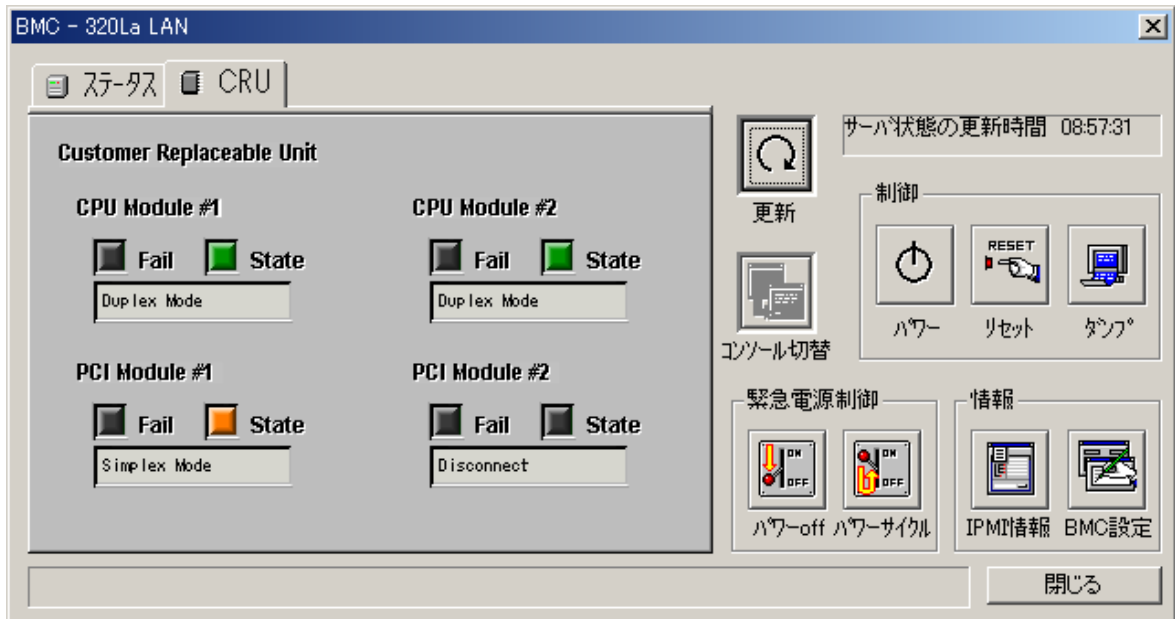 BMC - 320La LAN
ｽﾃｰﾀｽ
CRU
Customer Replaceable Unit
CPU Module #1
Fail
State
Duplex Mode
CPU Module #2
Fail
State
Duplex Mode
PCI Module #1
Fail
State
Simplex Mode
PCI Module #2
Fail
State
Disconnect
更新
コンソール切替
サーバ状態の更新時間 08:57:31
制御
RESET
ﾊﾟﾜｰ
ﾘｾｯﾄ
ﾀﾞﾝﾌﾟ
緊急電源制御
ON
OFF
ON
OFF
ﾊﾟﾜｰoff
ﾊﾟﾜｰｻｲｸﾙ
情報
IPMI情報
BMC設定
閉じる